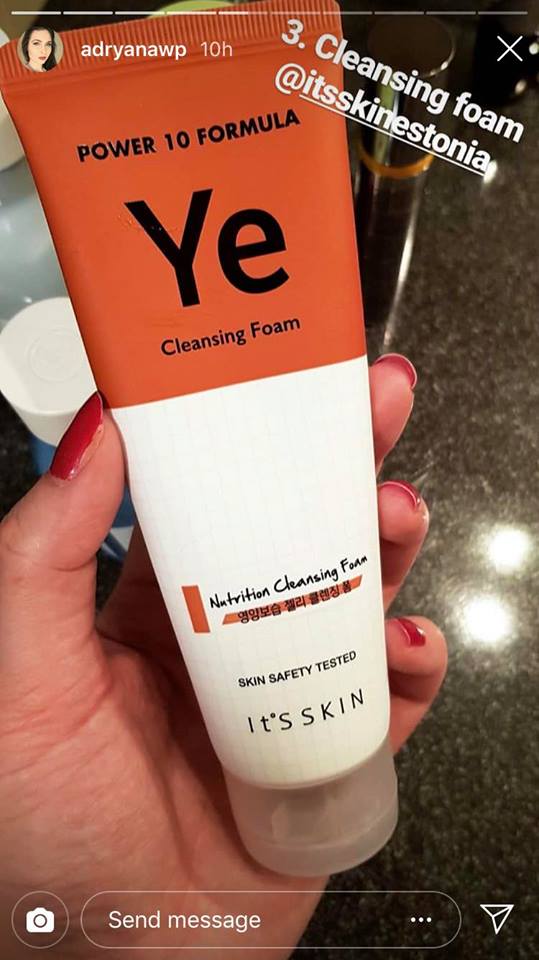 adryanawp 10h
3. Cleansing foam
@itsskinestonia
POWER 10 FORMULA
Ye
Cleansing Foam
Nutrition Cleansing Foam
영양보습 젤리 클렌징 폼
SKIN SAFETY TESTED
It'S SKIN
Send message